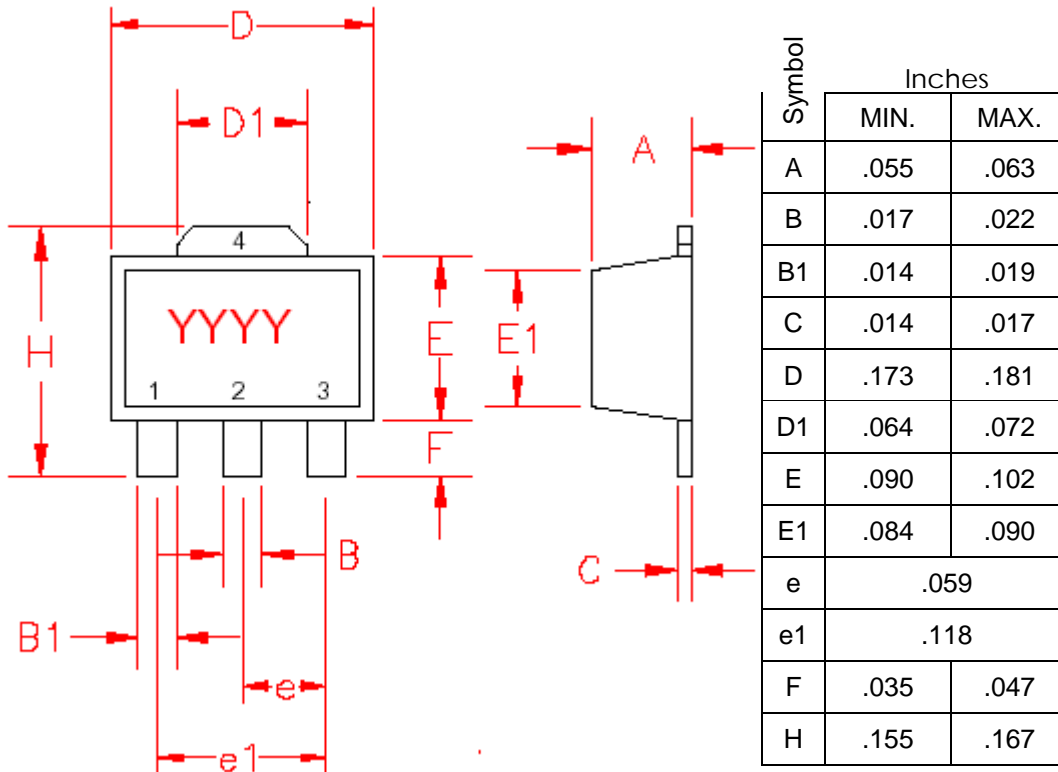 D
D1
A
4
YYYY
H
E
E1
1 2 3
F
B
C
B1
e
e1
Symbol Inches
MIN. MAX.
A .055 .063
B .017 .022
B1 .014 .019
C .014 .017
D .173 .181
D1 .064 .072
E .090 .102
E1 .084 .090
e .059
e1 .118
F .035 .047
H .155 .167